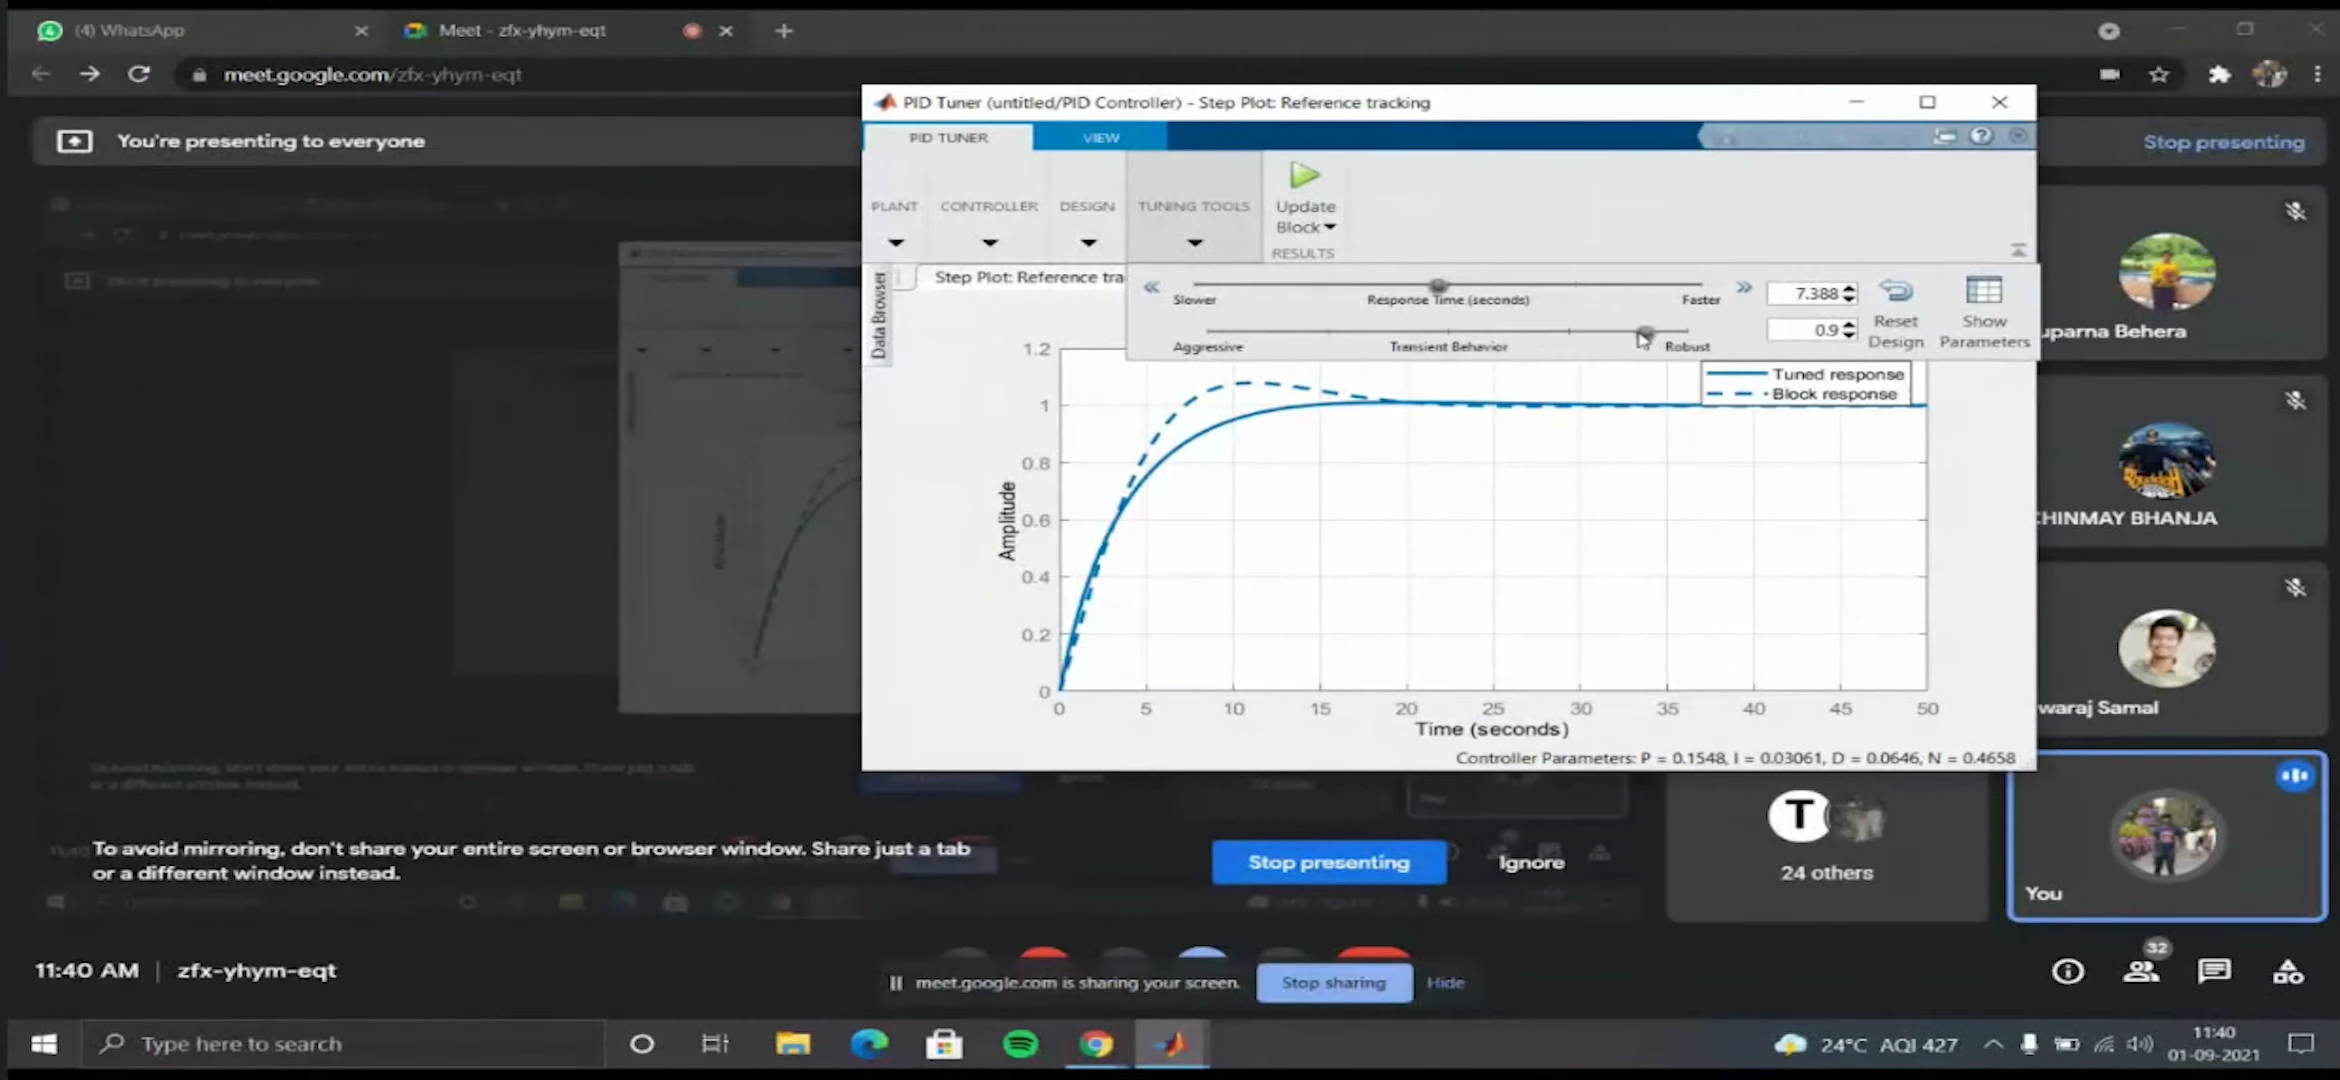 (4) WhatsApp
Meet - zfx-yhym-eqt
meet.google.com/zfx-yhym-eqt
You're presenting to everyone
Stop presenting
PID Tuner (untitled/PID Controller) - Step Plot: Reference tracking
PID TUNER
VIEW
PLANT
CONTROLLER
DESIGN
TUNING TOOLS
Update
Block
RESULTS
Data Browser
Step Plot: Reference tra
Slower
Response Time (seconds)
Faster
7.388
Aggressive
Transient Behavior
Robust
0.9
Reset
Design
Show
Parameters
Tuned response
Block response
Amplitude
1.2
1
0.8
0.6
0.4
0.2
0
0 5 10 15 20 25 30 35 40 45 50
Time (seconds)
Controller Parameters: P = 0.1548, I = 0.03061, D = 0.0646, N = 0.4658
uparna Behera
CHINMAY BHANJA
waraj Samal
T
24 others
You
To avoid mirroring, don't share your entire screen or browser window. Share just a tab
or a different window instead.
Stop presenting
Ignore
11:40 AM | zfx-yhym-eqt
meet.google.com is sharing your screen.
Stop sharing
Hide
32
Type here to search
24°C AQI 427
11:40
01-09-2021